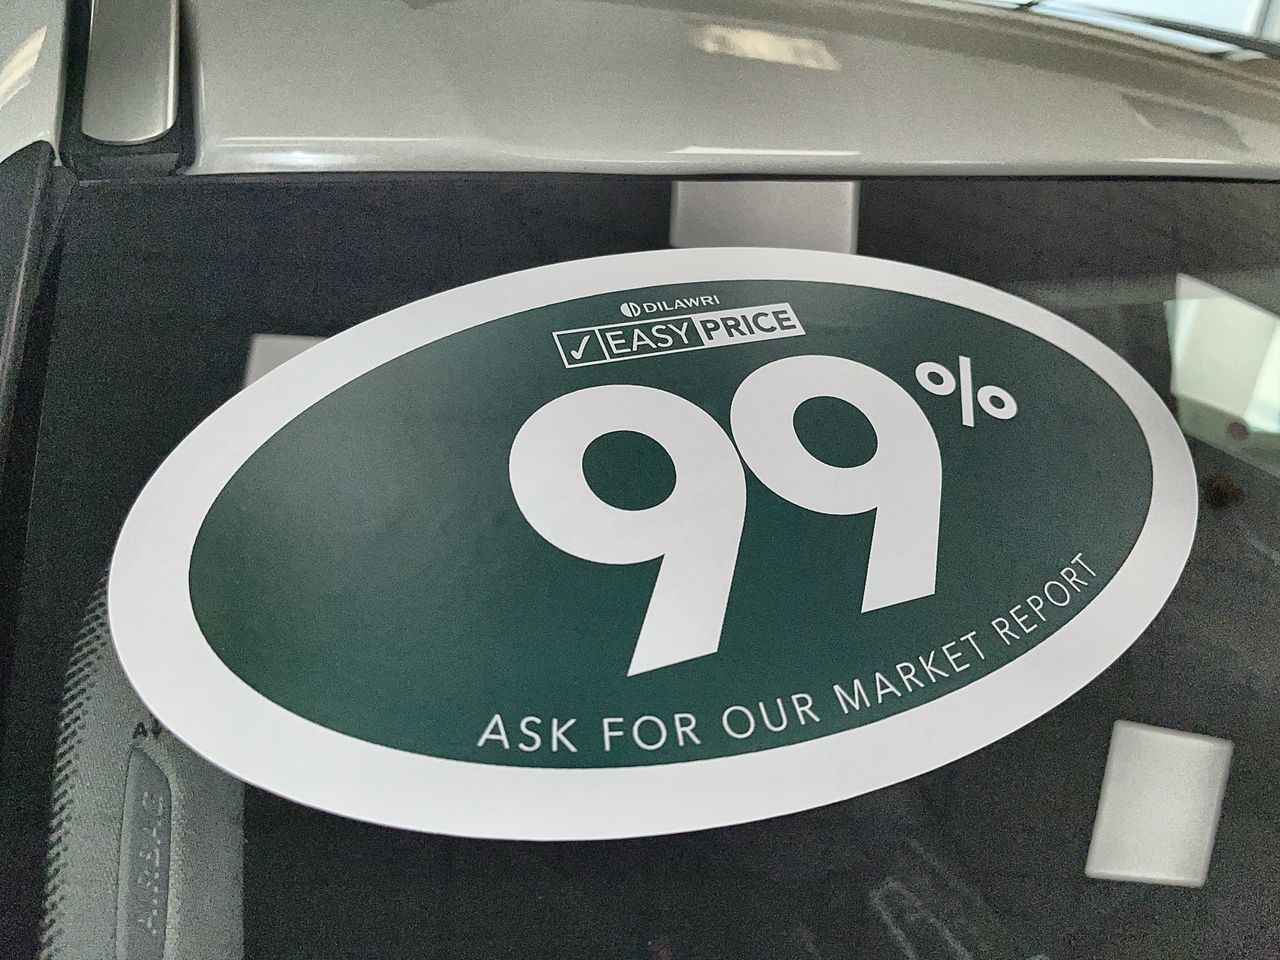 DILAWRI
✓ EASY PRICE
99%
ASK FOR OUR MARKET REPORT
AIRBAG